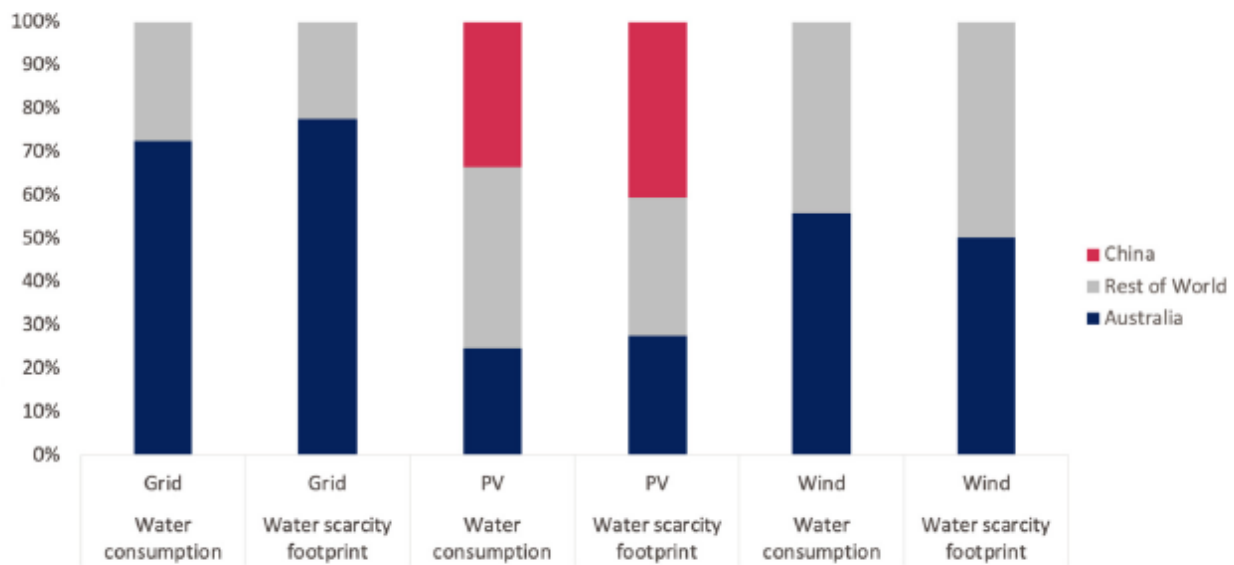 100%
90%
80%
70%
60%
50%
40%
30%
20%
10%
0%
China
Rest of World
Australia
Grid Grid PV PV Wind Wind
Water Water scarcity Water Water scarcity Water Water scarcity
consumption footprint consumption footprint consumption footprint